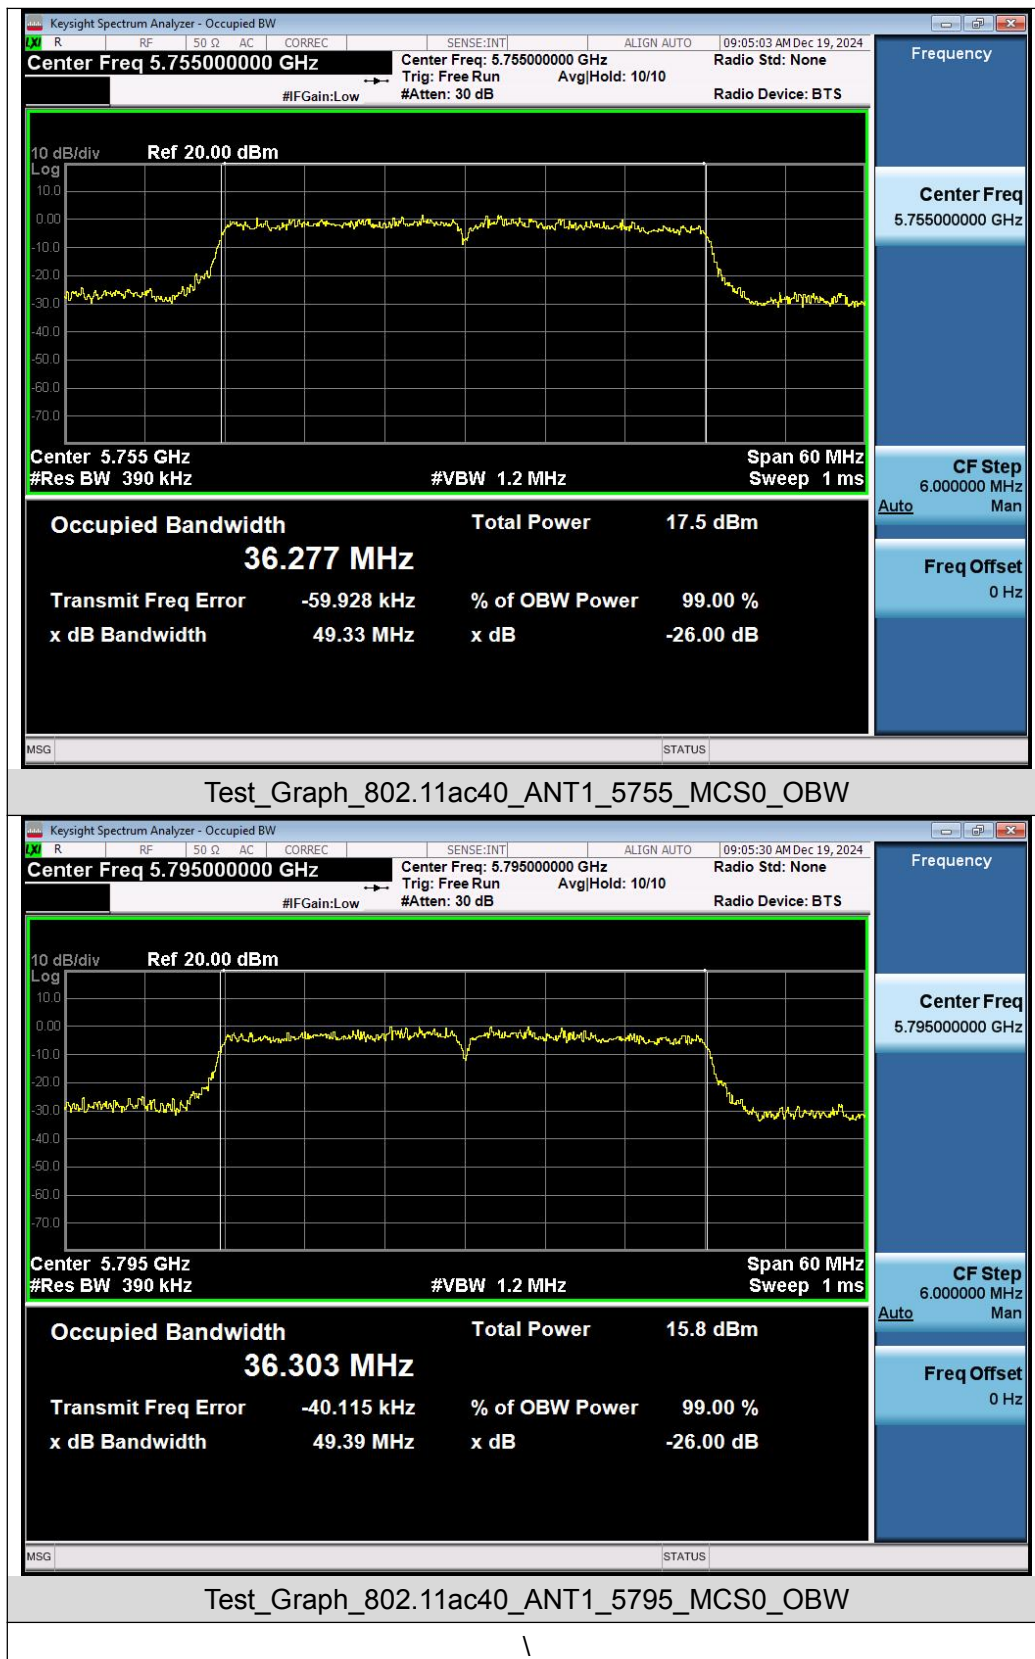 Keysight Spectrum Analyzer - Occupied BW
LXI R RF 50 Ω AC CORREC SENSE:INT ALIGN AUTO 09:05:03 AM Dec 19, 2024
Center Freq 5.755000000 GHz Center Freq: 5.755000000 GHz Radio Std: None
Trig: Free Run Avg|Hold: 10/10
#IFGain:Low #Atten: 30 dB Radio Device: BTS
Frequency
10 dB/div Ref 20.00 dBm
Log
10.0
0.00
-10.0
-20.0
-30.0
-40.0
-50.0
-60.0
-70.0
Center 5.755 GHz Span 60 MHz
#Res BW 390 kHz #VBW 1.2 MHz Sweep 1 ms
Center Freq
5.755000000 GHz
CF Step
6.000000 MHz
Auto Man
Freq Offset
0 Hz
Occupied Bandwidth Total Power 17.5 dBm
36.277 MHz
Transmit Freq Error -59.928 kHz % of OBW Power 99.00 %
x dB Bandwidth 49.33 MHz x dB -26.00 dB
MSG STATUS
Test_Graph_802.11ac40_ANT1_5755_MCS0_OBW
Keysight Spectrum Analyzer - Occupied BW
LXI R RF 50 Ω AC CORREC SENSE:INT ALIGN AUTO 09:05:30 AM Dec 19, 2024
Center Freq 5.795000000 GHz Center Freq: 5.795000000 GHz Radio Std: None
Trig: Free Run Avg|Hold: 10/10
#IFGain:Low #Atten: 30 dB Radio Device: BTS
Frequency
10 dB/div Ref 20.00 dBm
Log
10.0
0.00
-10.0
-20.0
-30.0
-40.0
-50.0
-60.0
-70.0
Center 5.795 GHz Span 60 MHz
#Res BW 390 kHz #VBW 1.2 MHz Sweep 1 ms
Center Freq
5.795000000 GHz
CF Step
6.000000 MHz
Auto Man
Freq Offset
0 Hz
Occupied Bandwidth Total Power 15.8 dBm
36.303 MHz
Transmit Freq Error -40.115 kHz % of OBW Power 99.00 %
x dB Bandwidth 49.39 MHz x dB -26.00 dB
MSG STATUS
Test_Graph_802.11ac40_ANT1_5795_MCS0_OBW
\